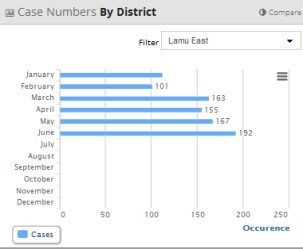 Case Numbers By District
Compare
Filter Lamu East
January
February 101
March 163
April 155
May 167
June 192
July
August
September
October
November
December
0 50 100 150 200 250
Occurence
Cases